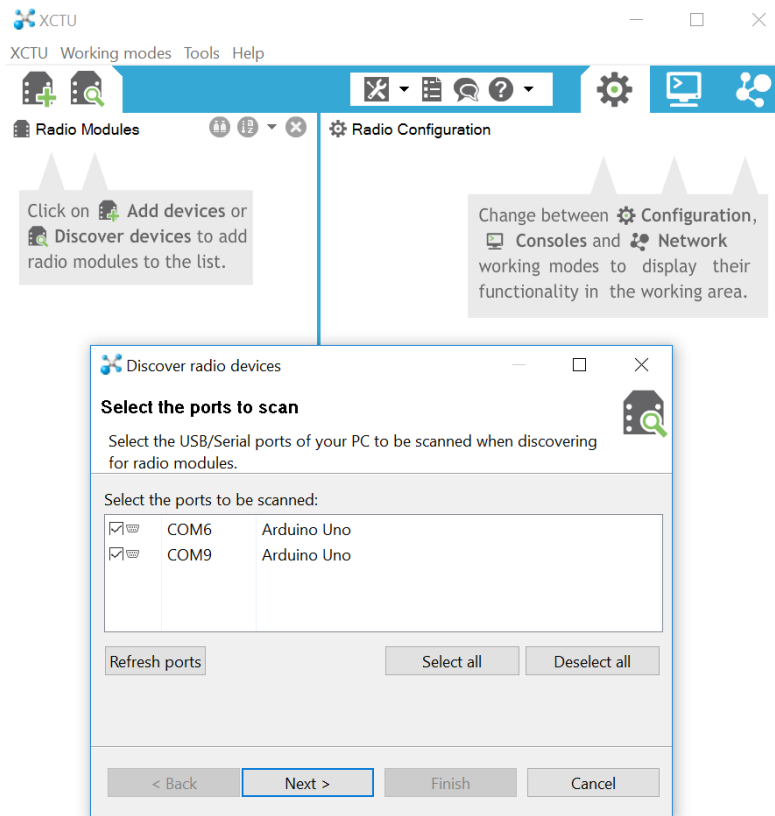 XCTU
XCTU Working modes Tools Help
Radio Modules
Radio Configuration
Click on Add devices or
Discover devices to add
radio modules to the list.
Change between Configuration,
Consoles and Network
working modes to display their
functionality in the working area.
Discover radio devices
Select the ports to scan
Select the USB/Serial ports of your PC to be scanned when discovering
for radio modules.
Select the ports to be scanned:
COM6 Arduino Uno
COM9 Arduino Uno
Refresh ports Select all Deselect all
< Back Next > Finish Cancel